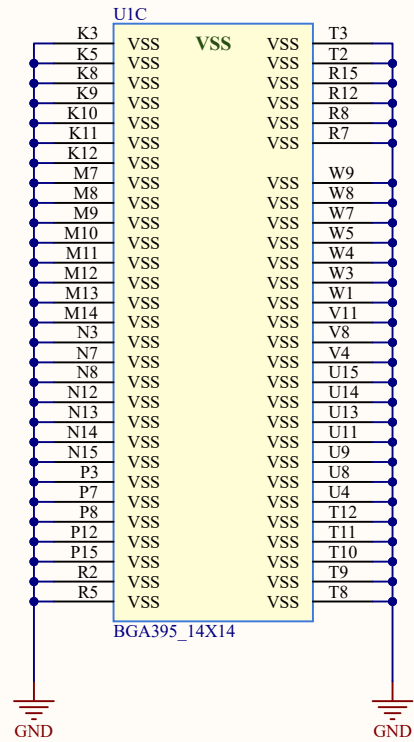 U1C
K3 VSS VSS VSS T3
K5 VSS VSS T2
K8 VSS VSS R15
K9 VSS VSS R12
K10 VSS VSS R8
K11 VSS VSS R7
K12 VSS
M7 VSS VSS W9
M8 VSS VSS W8
M9 VSS VSS W7
M10 VSS VSS W5
M11 VSS VSS W4
M12 VSS VSS W3
M13 VSS VSS W1
M14 VSS VSS V11
N3 VSS VSS V8
N7 VSS VSS V4
N8 VSS VSS U15
N12 VSS VSS U14
N13 VSS VSS U13
N14 VSS VSS U11
N15 VSS VSS U9
P3 VSS VSS U8
P7 VSS VSS U4
P8 VSS VSS T12
P12 VSS VSS T11
P15 VSS VSS T10
R2 VSS VSS T9
R5 VSS VSS T8
BGA395_14X14
GND GND